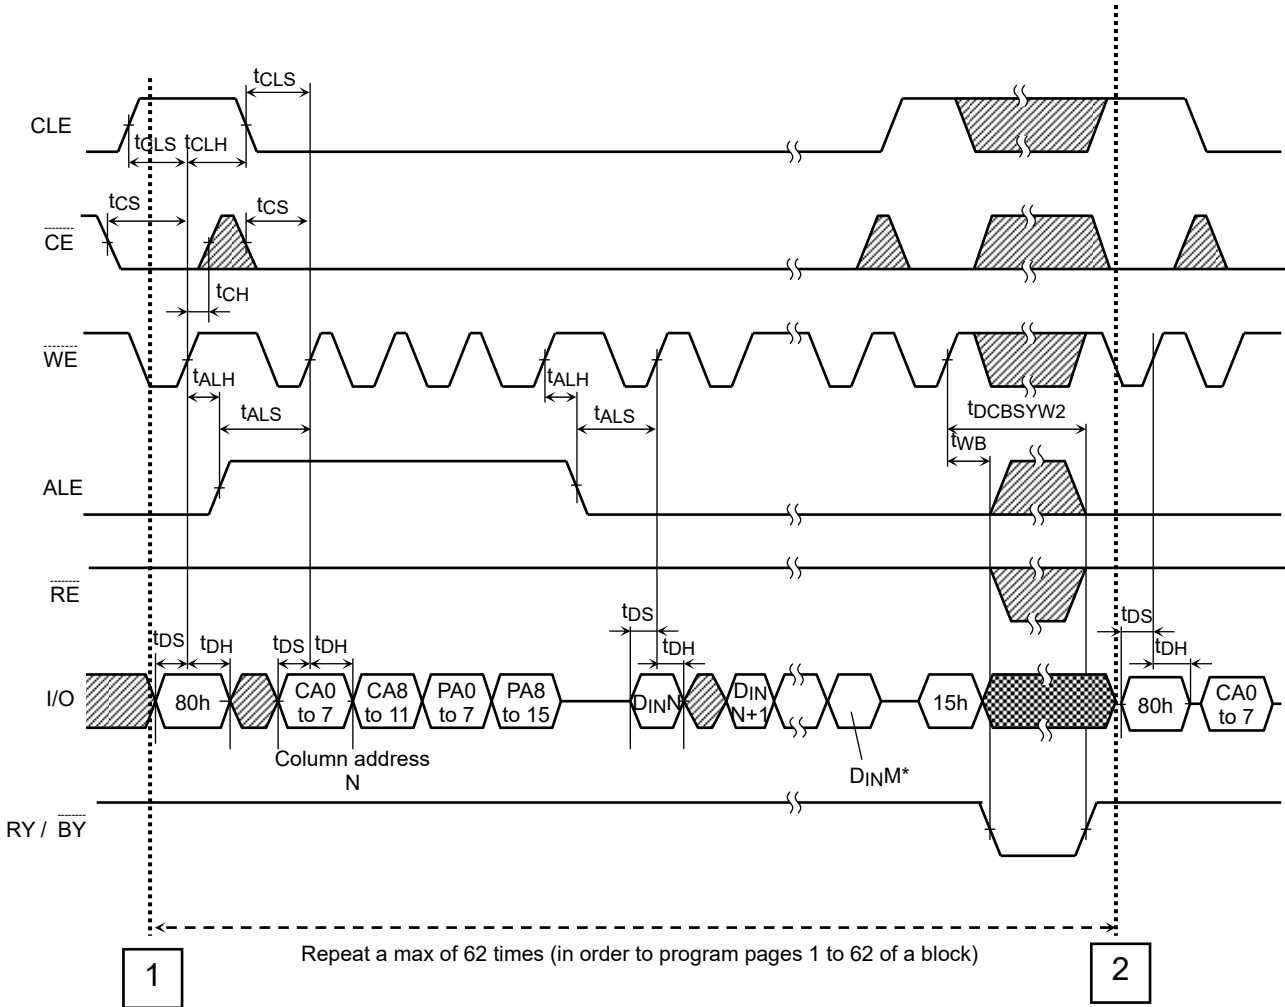 tCLS
CLE
tCLS
tCLH
tCS
tCS
CE
tCH
WE
tALH
tALH
tALS
tALS
tDCBSYW2
tWB
ALE
RE
tDS
tDH
tDS
tDH
tDS
tDH
tDS
tDH
I/O
80h
CA0
to 7
CA8
to 11
PA0
to 7
PA8
to 15
DINN
DIN
N+1
15h
80h
CA0
to 7
Column address
N
DINM*
RY / BY
Repeat a max of 62 times (in order to program pages 1 to 62 of a block)
1
2